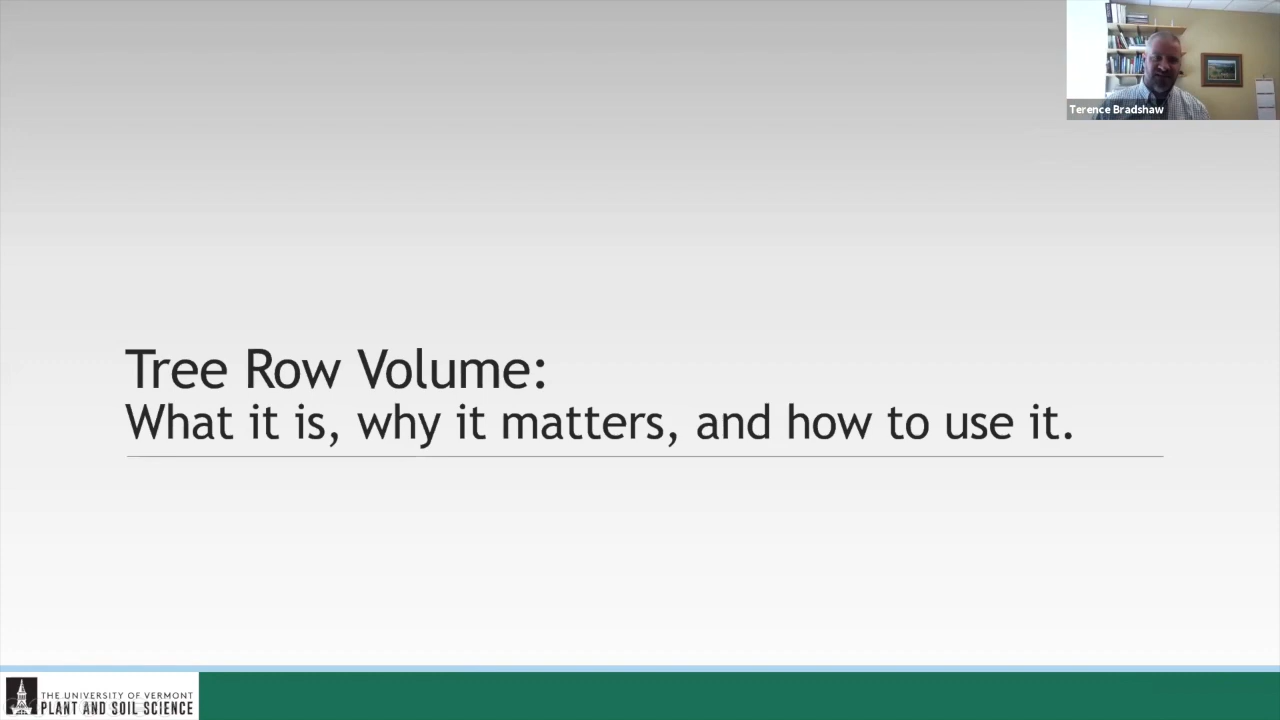 Terence Bradshaw
Tree Row Volume:
What it is, why it matters, and how to use it.
THE UNIVERSITY OF VERMONT
PLANT AND SOIL SCIENCE